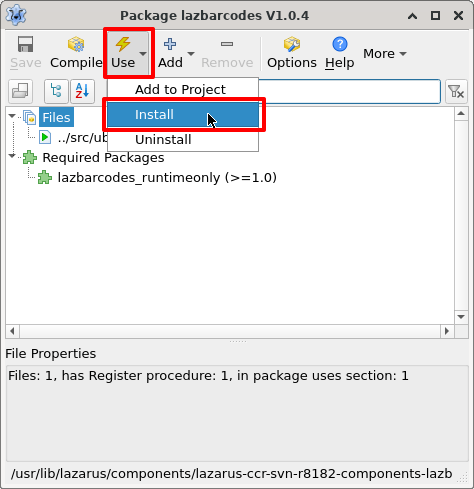 Package lazbarcodes V1.0.4
Save Compile Use Add Remove Options Help More
Add to Project
Install
Uninstall
Files
../src/ub
Required Packages
lazbarcodes_runtimeonly (>=1.0)
File Properties
Files: 1, has Register procedure: 1, in package uses section: 1
/usr/lib/lazarus/components/lazarus-ccr-svn-r8182-components-lazb